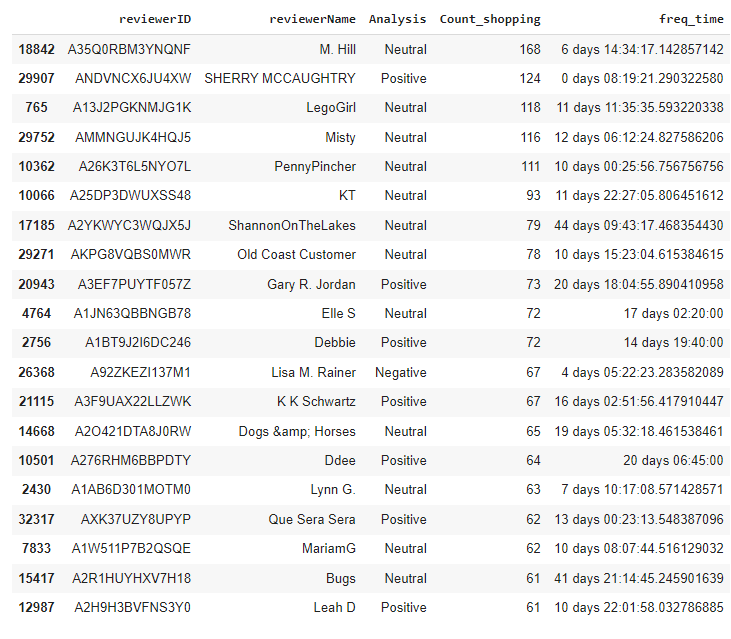 reviewerID reviewerName Analysis Count_shopping freq_time
18842 A35Q0RBM3YNQNF M. Hill Neutral 168 6 days 14:34:17.142857142
29907 ANDVNCX6JU4XW SHERRY MCCAUGHTRY Positive 124 0 days 08:19:21.290322580
765 A13J2PGKNMJG1K LegoGirl Neutral 118 11 days 11:35:35.593220338
29752 AMMNGUJK4HQJ5 Misty Neutral 116 12 days 06:12:24.827586206
10362 A26K3T6L5NYO7L PennyPincher Neutral 111 10 days 00:25:56.756756756
10066 A25DP3DWUXSS48 KT Neutral 93 11 days 22:27:05.806451612
17185 A2YKWYC3WQJX5J ShannonOnTheLakes Neutral 79 44 days 09:43:17.468354430
29271 AKPG8VQBS0MWR Old Coast Customer Neutral 78 10 days 15:23:04.615384615
20943 A3EF7PUYTF057Z Gary R. Jordan Positive 73 20 days 18:04:55.890410958
4764 A1JN63QBBNGB78 Elle S Neutral 72 17 days 02:20:00
2756 A1BT9J2I6DC246 Debbie Positive 72 14 days 19:40:00
26368 A92ZKEZI137M1 Lisa M. Rainer Negative 67 4 days 05:22:23.283582089
21115 A3F9UAX22LLZWK K K Schwartz Positive 67 16 days 02:51:56.417910447
14668 A2O421DTA8J0RW Dogs &amp; Horses Neutral 65 19 days 05:32:18.461538461
10501 A276RHM6BBPDTY Ddee Positive 64 20 days 06:45:00
2430 A1AB6D301MOTM0 Lynn G. Neutral 63 7 days 10:17:08.571428571
32317 AXK37UZY8UPYP Que Sera Sera Positive 62 13 days 00:23:13.548387096
7833 A1W511P7B2QSQE MariamG Neutral 62 10 days 08:07:44.516129032
15417 A2R1HUYHXV7H18 Bugs Neutral 61 41 days 21:14:45.245901639
12987 A2H9H3BVFNS3Y0 Leah D Positive 61 10 days 22:01:58.032786885